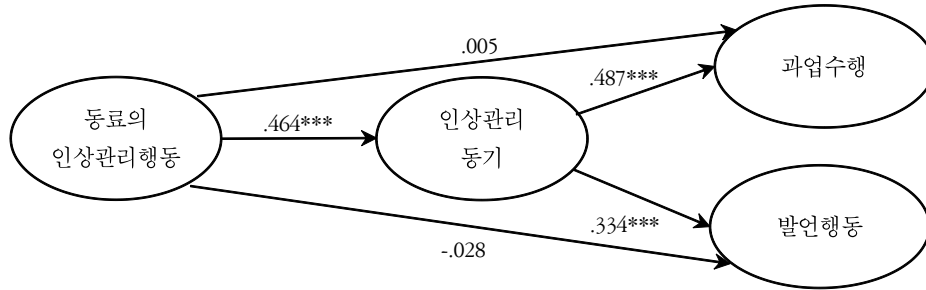 .005
과업수행
.487***
동료의
인상관리행동
.464***
인상관리
동기
.334***
발언행동
-.028